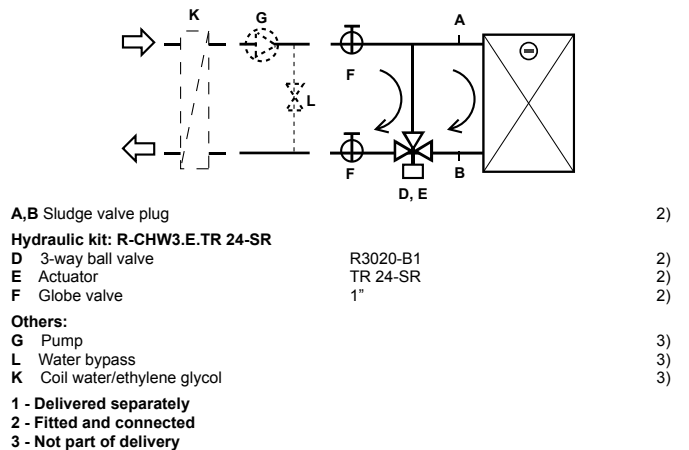 K
G
A
F
L
F
B
D, E
A,B Sludge valve plug 2)
Hydraulic kit: R-CHW3.E.TR 24-SR
D 3-way ball valve R3020-B1 2)
E Actuator TR 24-SR 2)
F Globe valve 1” 2)
Others:
G Pump 3)
L Water bypass 3)
K Coil water/ethylene glycol 3)
1 - Delivered separately
2 - Fitted and connected
3 - Not part of delivery